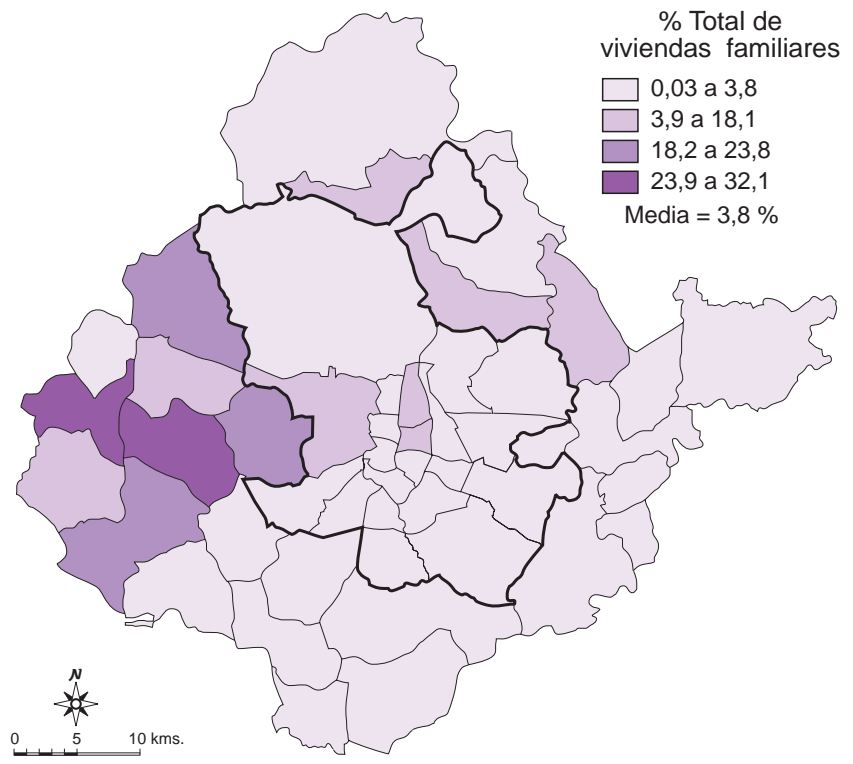 % Total de
viviendas familiares
0,03 a 3,8
3,9 a 18,1
18,2 a 23,8
23,9 a 32,1
Media = 3,8 %
N
0 5 10 kms.